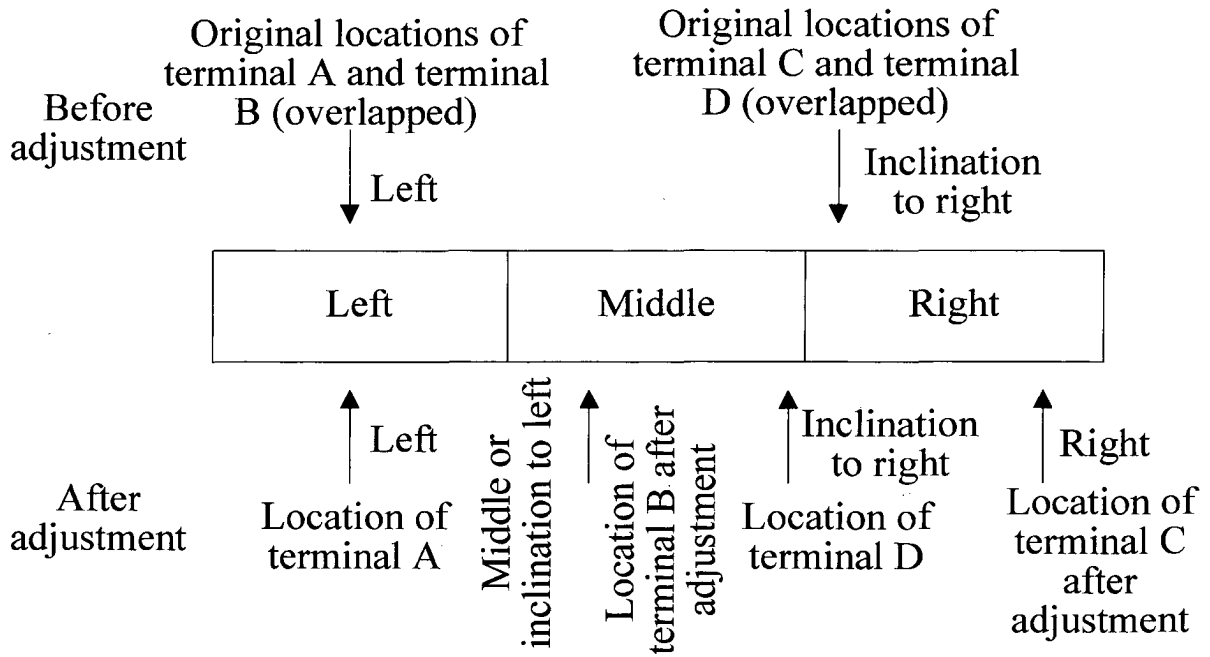 Original locations of
terminal A and terminal
B (overlapped)
Original locations of
terminal C and terminal
D (overlapped)
Before
adjustment
Left
Inclination
to right
Left
Middle
Right
After
adjustment
Left
Location of
terminal A
Middle or
inclination to left
Location of
terminal B after
adjustment
Inclination
to right
Location of
terminal D
Right
Location of
terminal C
after
adjustment